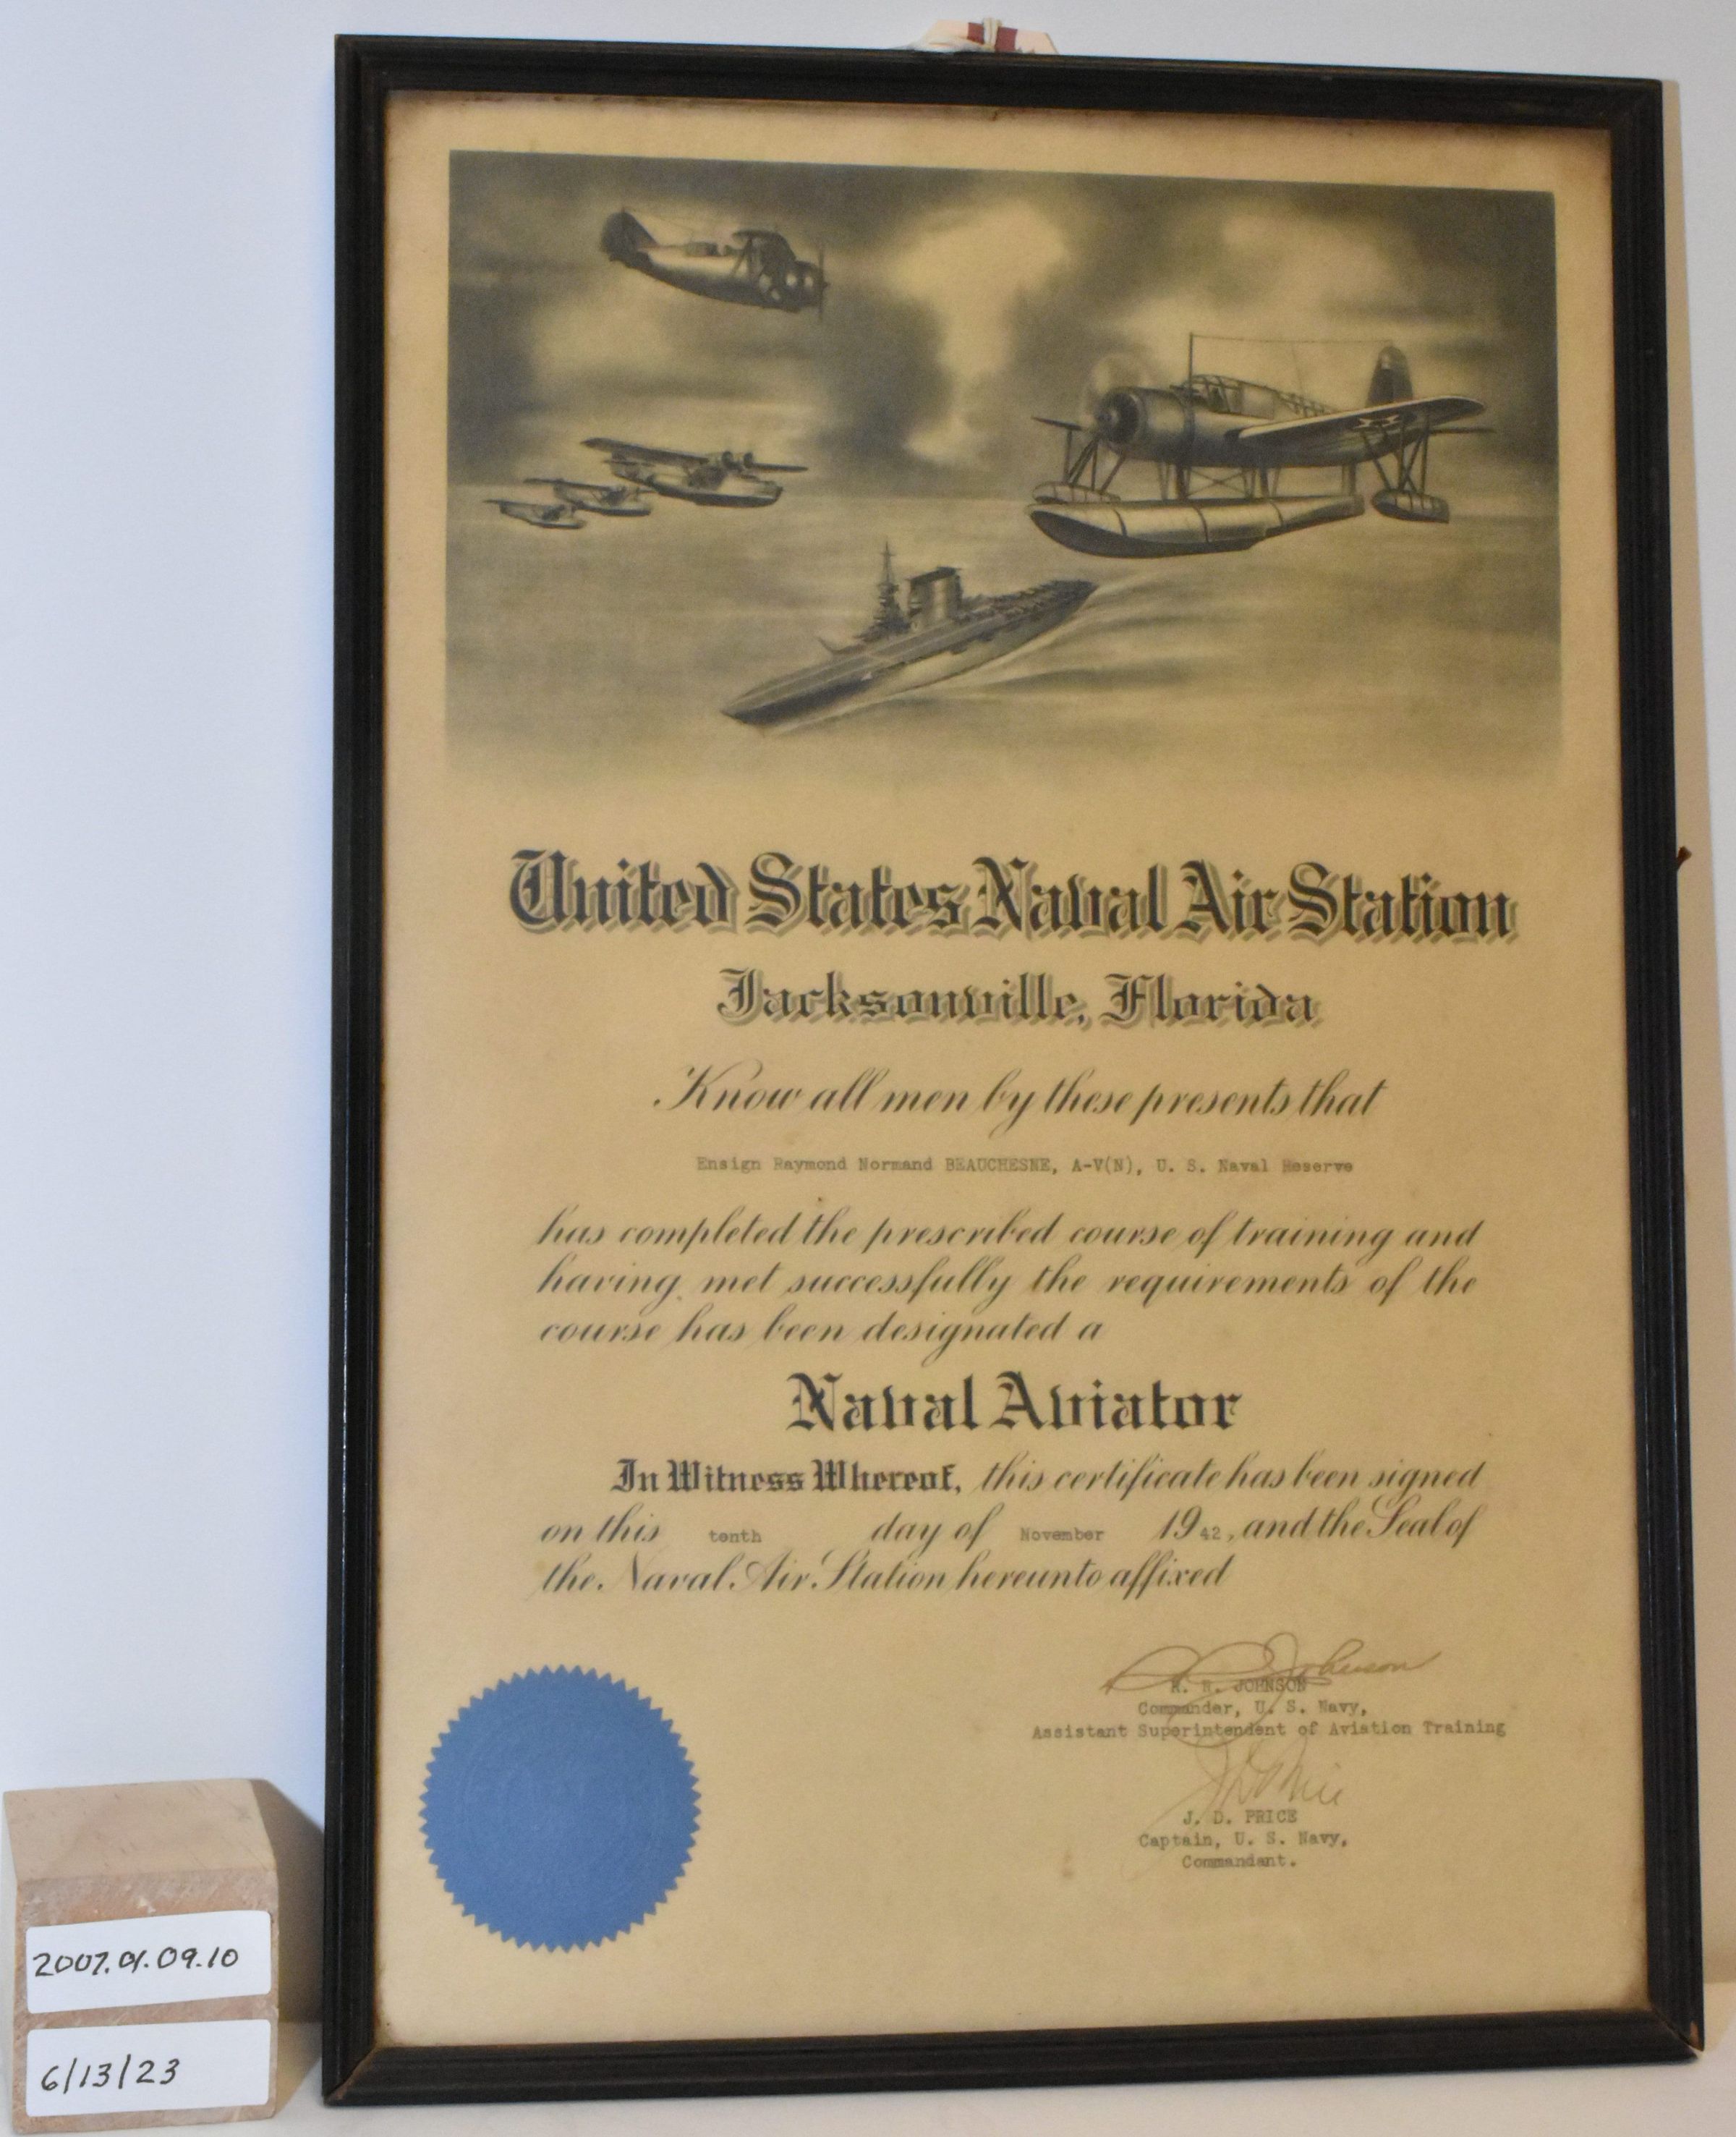 United States Naval Air Station
Jacksonville, Florida
Know all men by these presents that
Ensign Raymond Normand BEAUCHESNE, A-V(N), U. S. Naval Reserve
has completed the prescribed course of training and
having met successfully the requirements of the
course has been designated a
Naval Aviator
In Witness Whereof, this certificate has been signed
on this tenth day of November 1942, and the Seal of
the Naval Air Station hereunto affixed
R. R. Johnson
R. R. JOHNSON
Commander, U. S. Navy,
Assistant Superintendent of Aviation Training
J D Price
J. D. PRICE
Captain, U. S. Navy,
Commandant.
2007.01.09.10
6/13/23